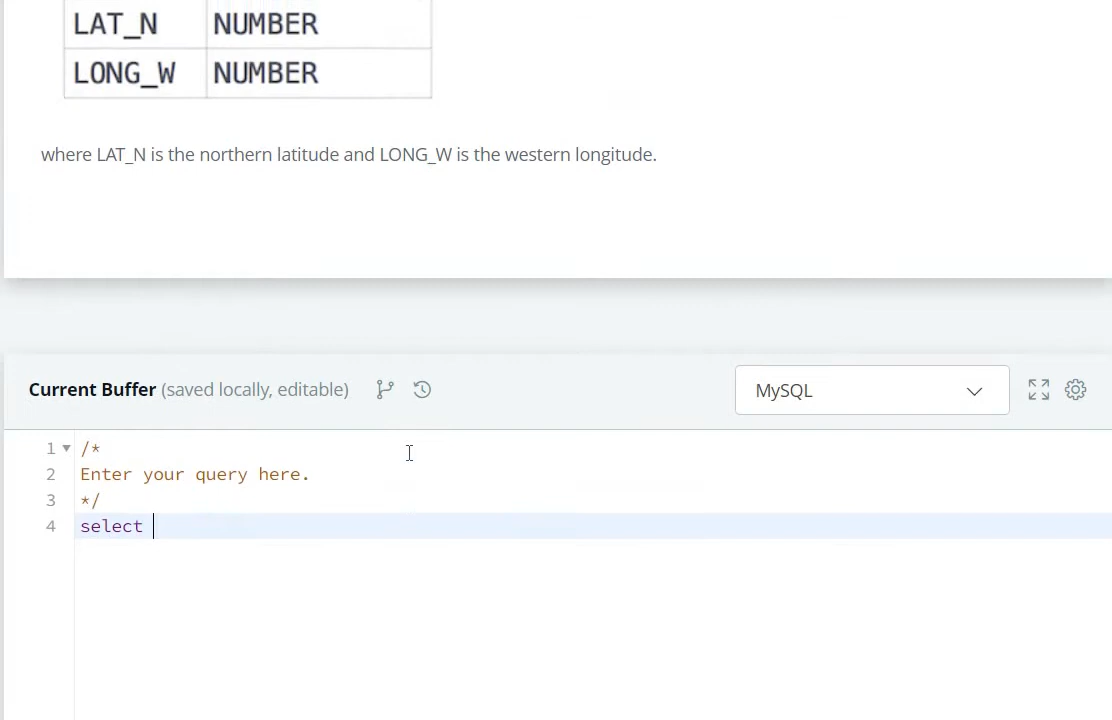 LAT_N NUMBER
LONG_W NUMBER
where LAT_N is the northern latitude and LONG_W is the western longitude.
Current Buffer (saved locally, editable) MySQL
1 /*
2 Enter your query here.
3 */
4 select